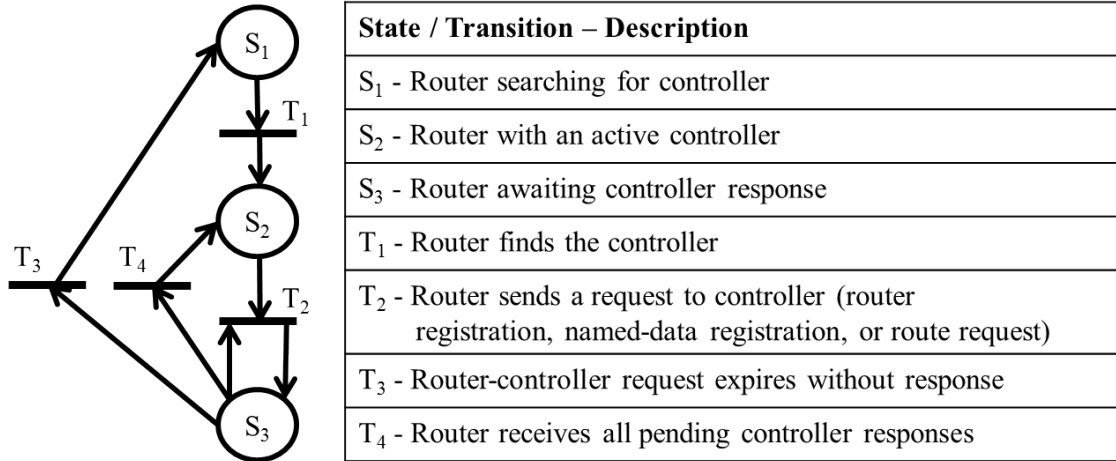 S₁
T₁
S₂
T₃
T₄
T₂
S₃
State / Transition – Description
S₁ - Router searching for controller
S₂ - Router with an active controller
S₃ - Router awaiting controller response
T₁ - Router finds the controller
T₂ - Router sends a request to controller (router
registration, named-data registration, or route request)
T₃ - Router-controller request expires without response
T₄ - Router receives all pending controller responses